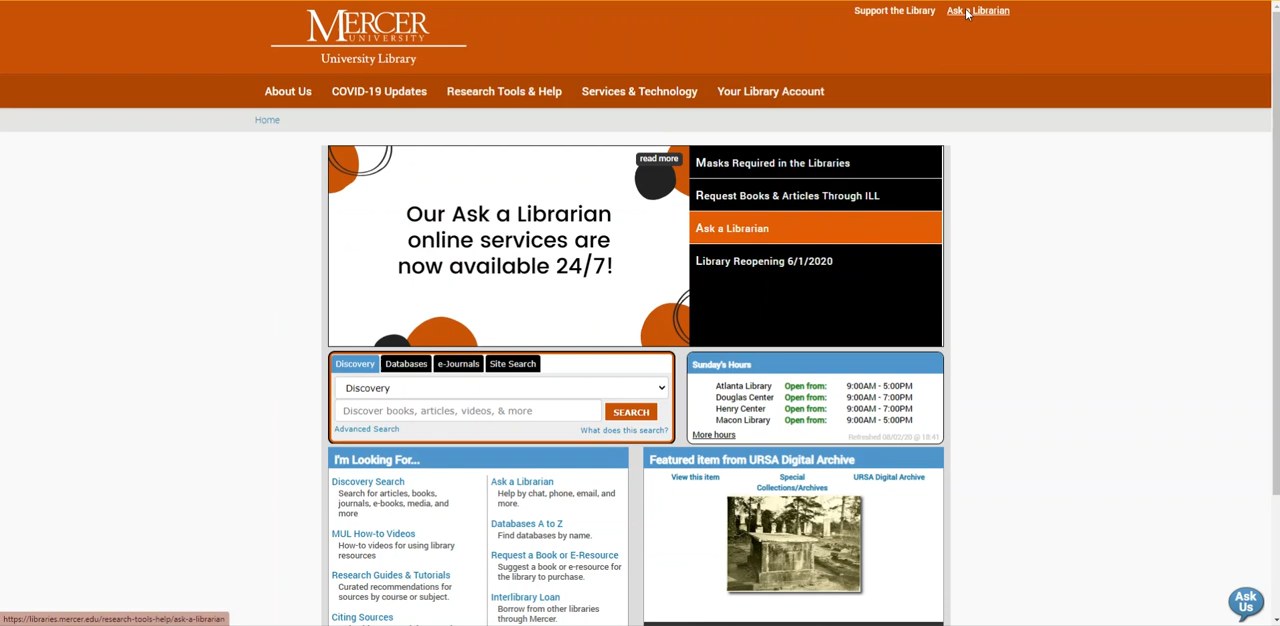 Support the Library
Ask a Librarian
MERCER
UNIVERSITY
University Library
About Us
COVID-19 Updates
Research Tools & Help
Services & Technology
Your Library Account
Home
read more
Our Ask a Librarian
online services are
now available 24/7!
Masks Required in the Libraries
Request Books & Articles Through ILL
Ask a Librarian
Library Reopening 6/1/2020
Discovery
Databases
e-Journals
Site Search
Discovery
Discover books, articles, videos, & more
SEARCH
Advanced Search
What does this search?
Sunday's Hours
Atlanta Library Open from: 9:00AM - 5:00PM
Douglas Center Open from: 9:00AM - 7:00PM
Henry Center Open from: 9:00AM - 7:00PM
Macon Library Open from: 9:00AM - 5:00PM
More hours
Refreshed 08/02/20 @ 18:41
I'm Looking For...
Discovery Search
Search for articles, books,
journals, e-books, media, and
more
MUL How-to Videos
How-to videos for using library
resources
Research Guides & Tutorials
Curated recommendations for
sources by course or subject.
Citing Sources
Ask a Librarian
Help by chat, phone, email, and
more.
Databases A to Z
Find databases by name.
Request a Book or E-Resource
Suggest a book or e-resource for
the library to purchase.
Interlibrary Loan
Borrow from other libraries
through Mercer.
Featured item from URSA Digital Archive
View this item
Special
Collections/Archives
URSA Digital Archive
Ask
Us
https://libraries.mercer.edu/research-tools-help/ask-a-librarian